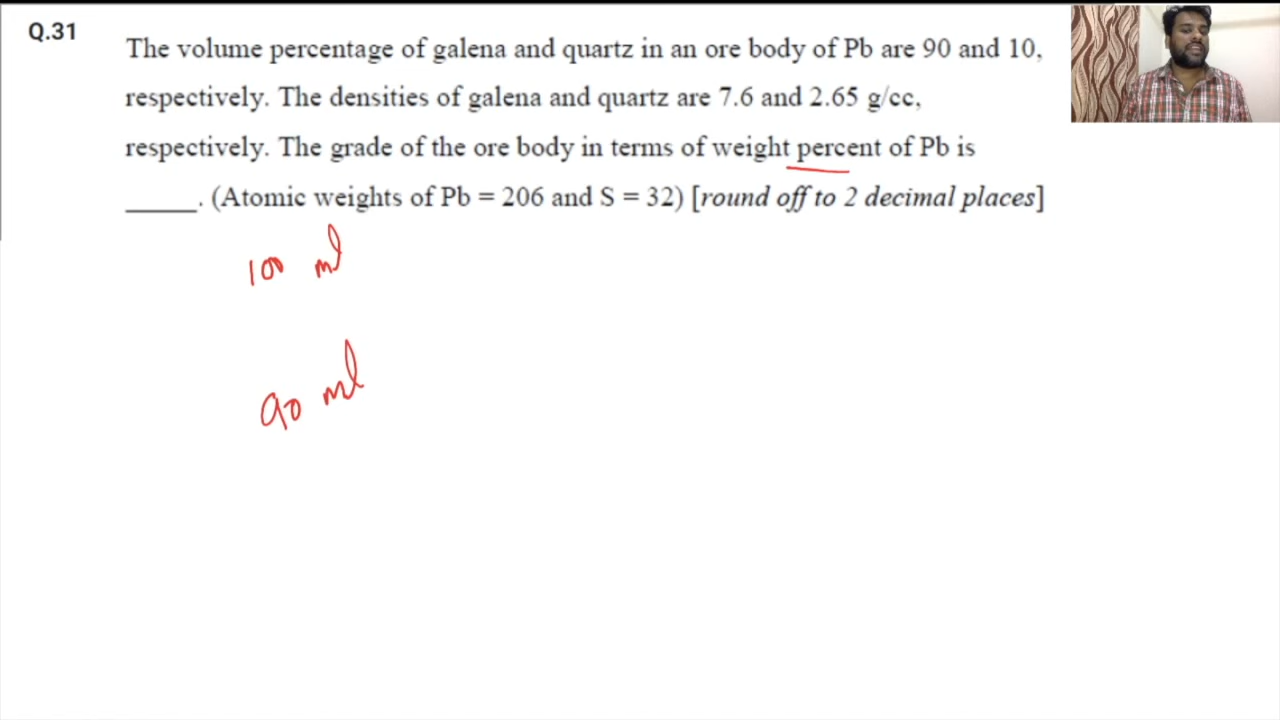 Q.31
The volume percentage of galena and quartz in an ore body of Pb are 90 and 10,
respectively. The densities of galena and quartz are 7.6 and 2.65 g/cc,
respectively. The grade of the ore body in terms of weight percent of Pb is
_____. (Atomic weights of Pb = 206 and S = 32) [round off to 2 decimal places]
100 ml
90 ml